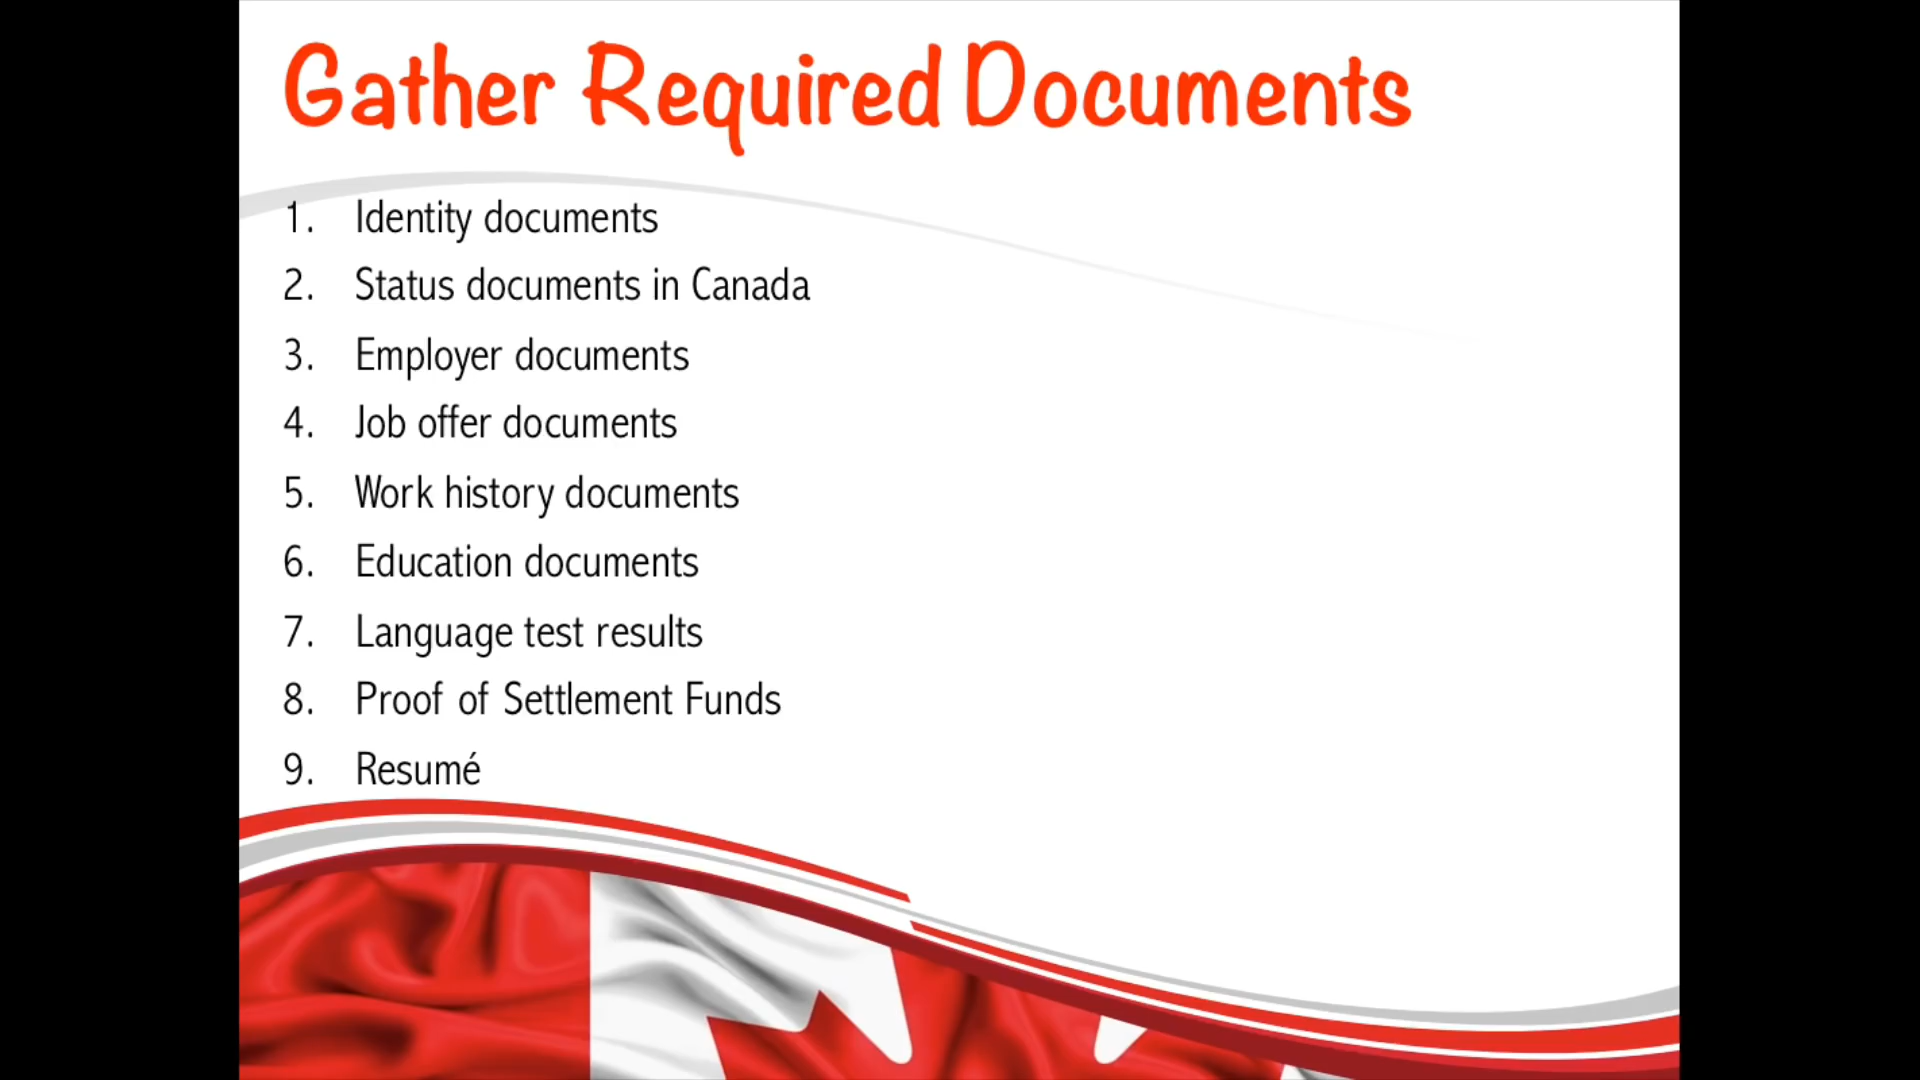 Gather Required Documents
1. Identity documents
2. Status documents in Canada
3. Employer documents
4. Job offer documents
5. Work history documents
6. Education documents
7. Language test results
8. Proof of Settlement Funds
9. Resumé